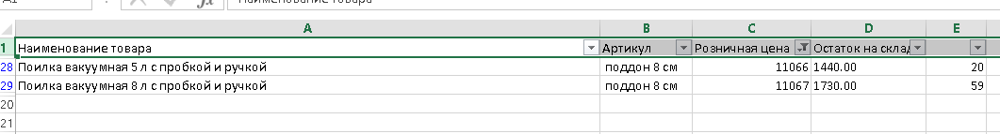 A1 Наименование товара
A B C D E
1 Наименование товара Артикул Розничная цена Остаток на склад
28 Поилка вакуумная 5 л с пробкой и ручкой поддон 8 см 11066 1440.00 20
29 Поилка вакуумная 8 л с пробкой и ручкой поддон 8 см 11067 1730.00 59
20
21